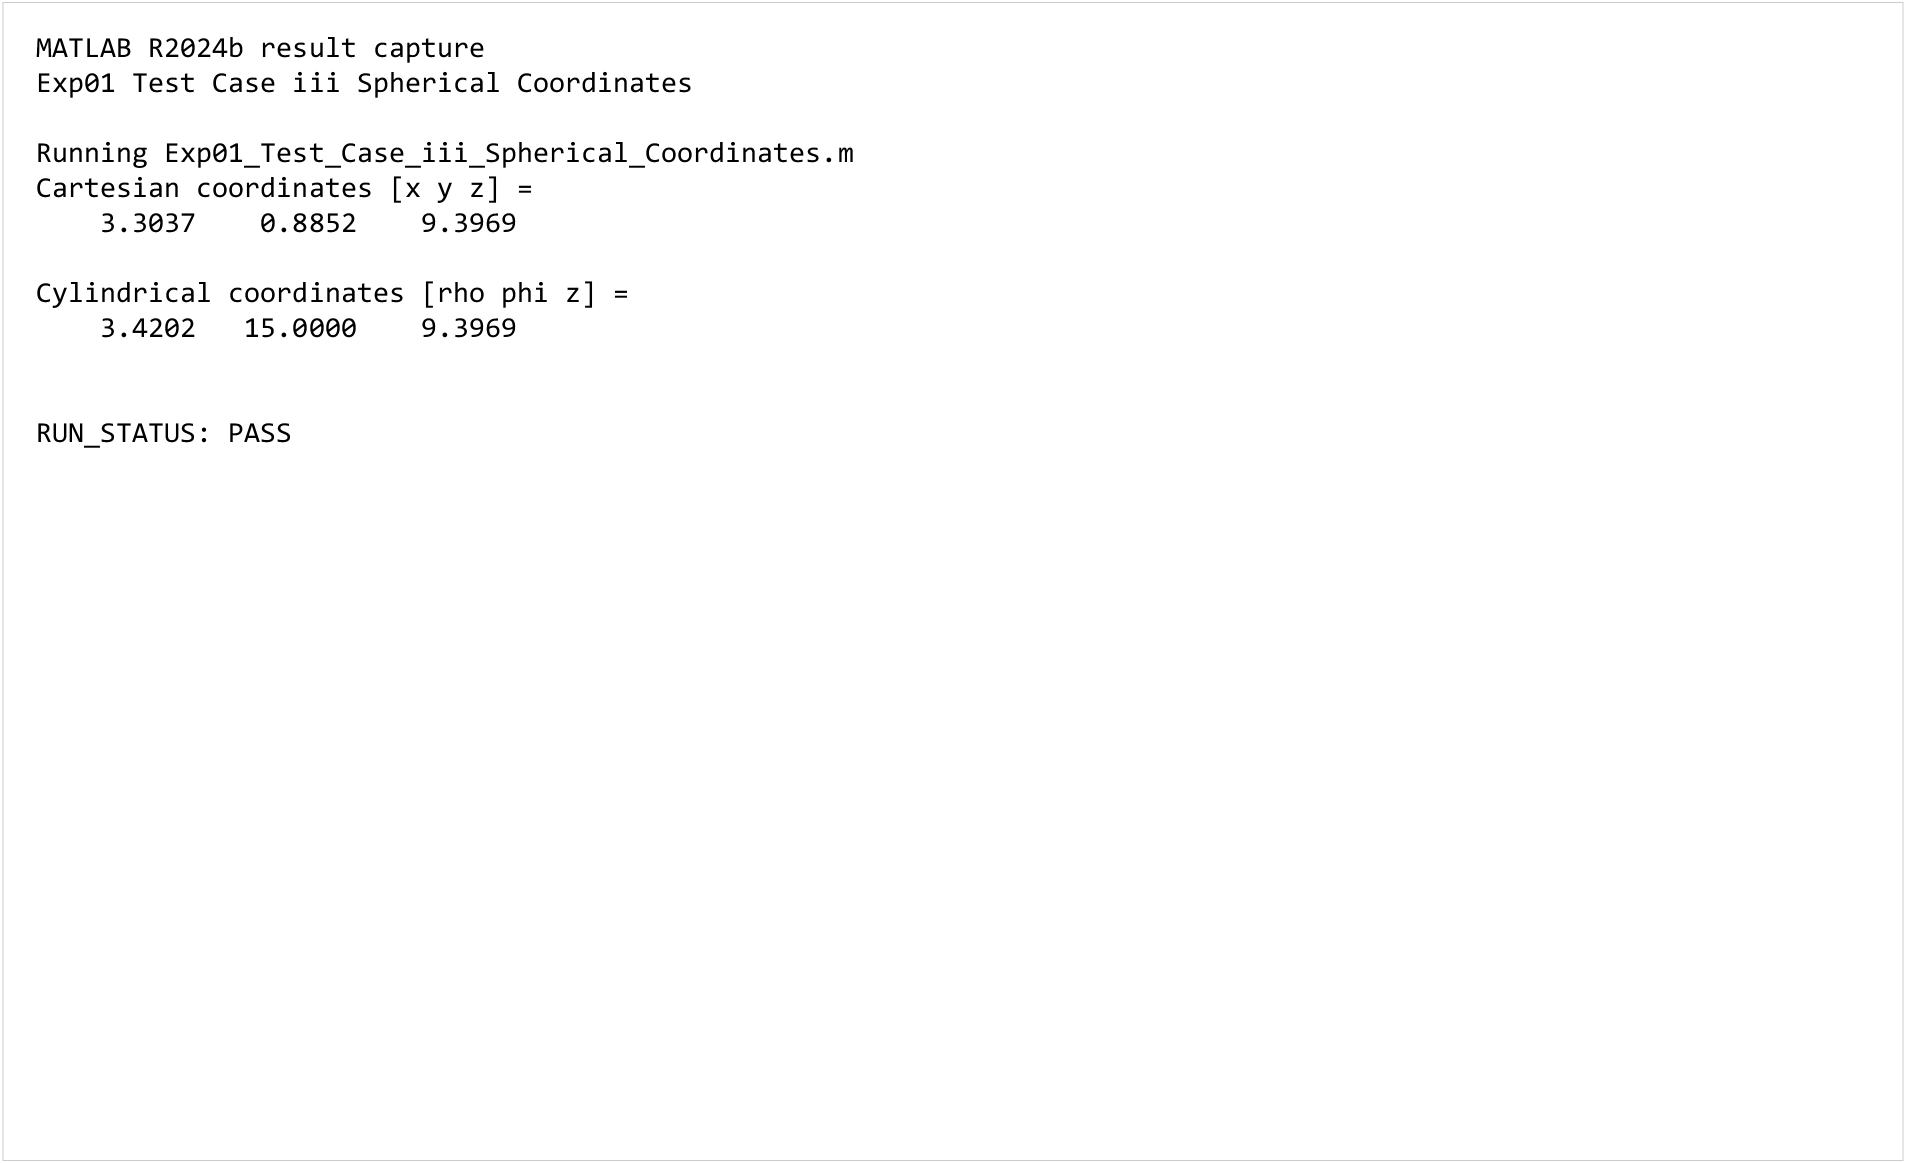 MATLAB R2024b result capture
Exp01 Test Case iii Spherical Coordinates
Running Exp01_Test_Case_iii_Spherical_Coordinates.m
Cartesian coordinates [x y z] =
3.3037    0.8852    9.3969
Cylindrical coordinates [rho phi z] =
3.4202   15.0000    9.3969
RUN_STATUS: PASS